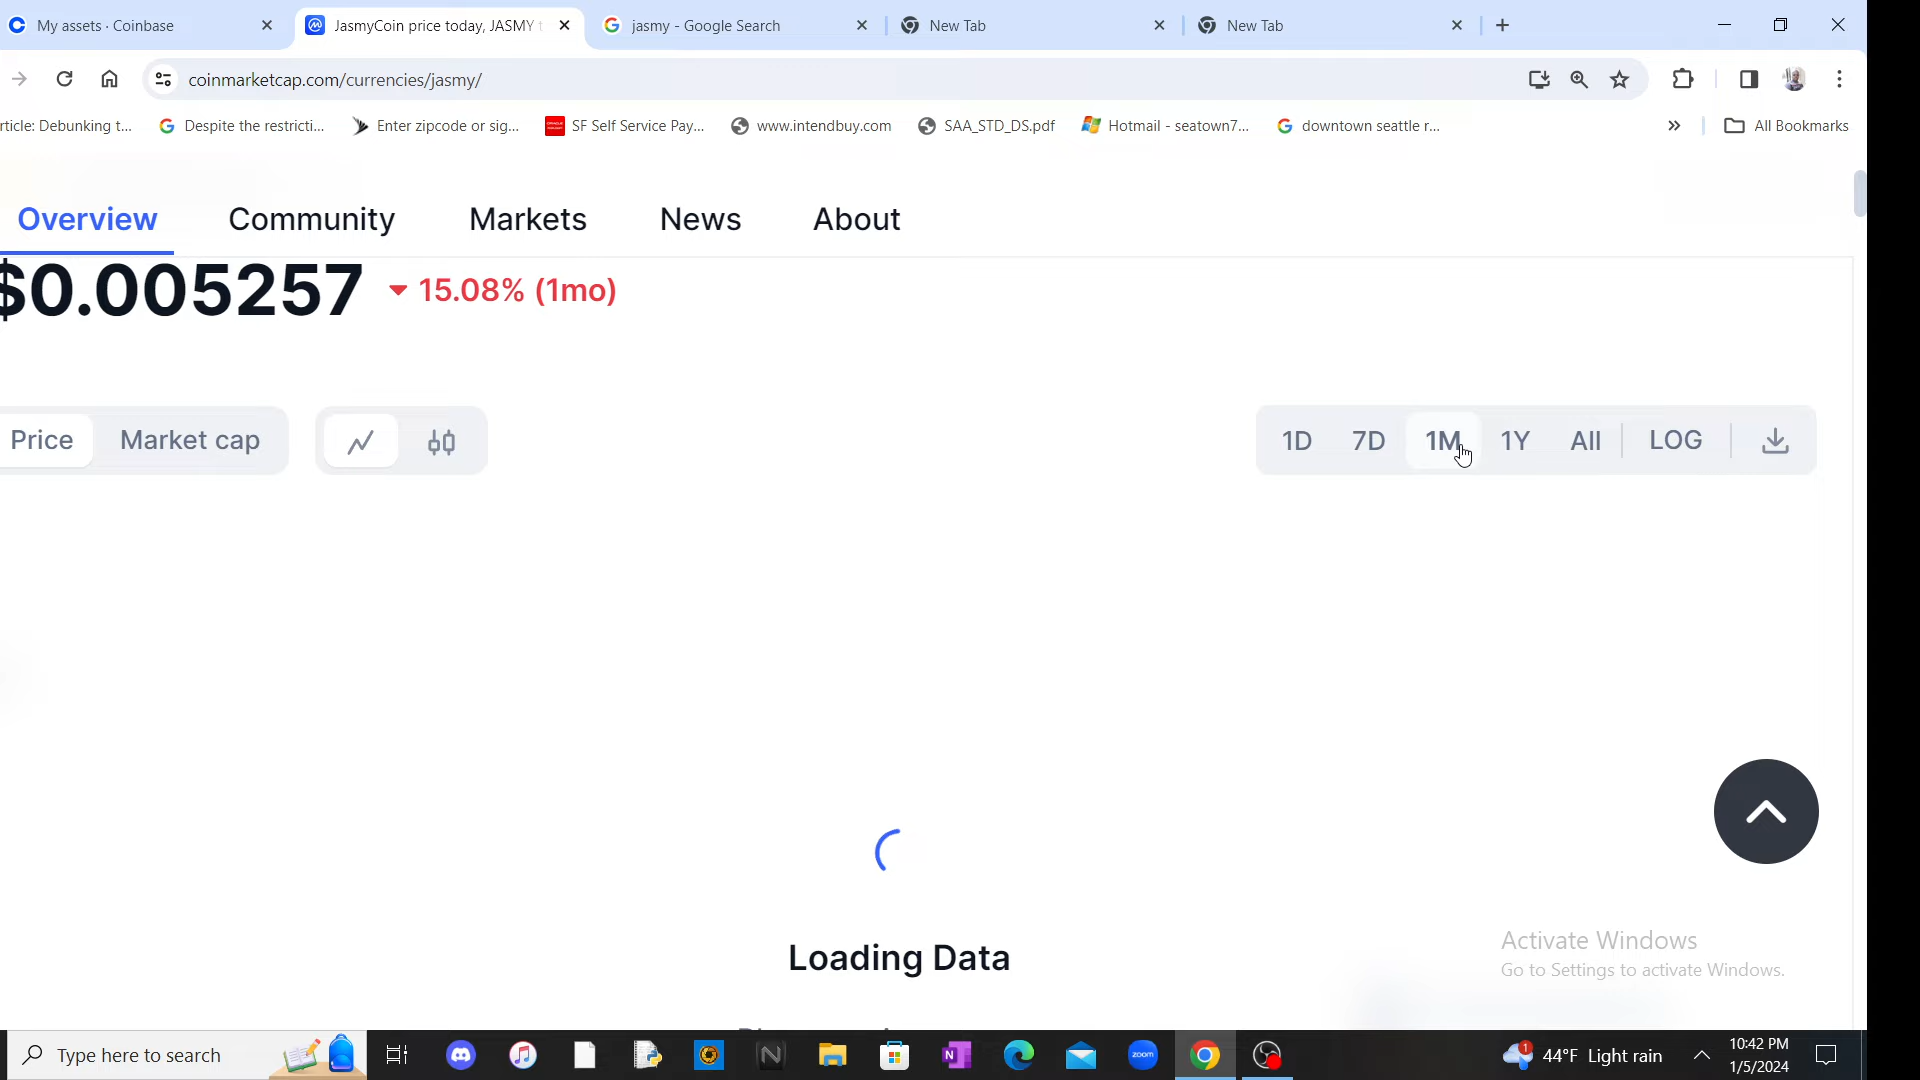 My assets · Coinbase
JasmyCoin price today, JASMY t
jasmy - Google Search
New Tab
New Tab
coinmarketcap.com/currencies/jasmy/
rticle: Debunking t...
Despite the restricti...
Enter zipcode or sig...
SF Self Service Pay...
www.intendbuy.com
SAA_STD_DS.pdf
Hotmail - seatown7...
downtown seattle r...
»
All Bookmarks
Overview
Community
Markets
News
About
$0.005257
15.08% (1mo)
Price
Market cap
1D
7D
1M
1Y
All
LOG
Loading Data
Activate Windows
Go to Settings to activate Windows.
Type here to search
N
zoom
1
44°F Light rain
10:42 PM
1/5/2024